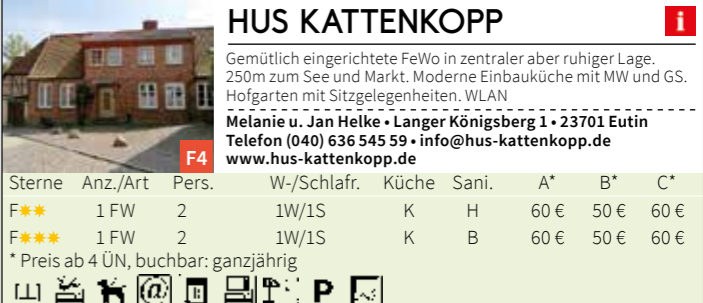 HUS KATTENKOPP
i
Gemütlich eingerichtete FeWo in zentraler aber ruhiger Lage.
250m zum See und Markt. Moderne Einbauküche mit MW und GS.
Hofgarten mit Sitzgelegenheiten. WLAN
Melanie u. Jan Helke • Langer Königsberg 1 • 23701 Eutin
Telefon (040) 636 545 59 • info@hus-kattenkopp.de
www.hus-kattenkopp.de
F4
Sterne Anz./Art Pers. W-/Schlafr. Küche Sani. A* B* C*
F** 1 FW 2 1W/1S K H 60 € 50 € 60 €
F*** 1 FW 2 1W/1S K B 60 € 50 € 60 €
* Preis ab 4 ÜN, buchbar: ganzjährig
@ P